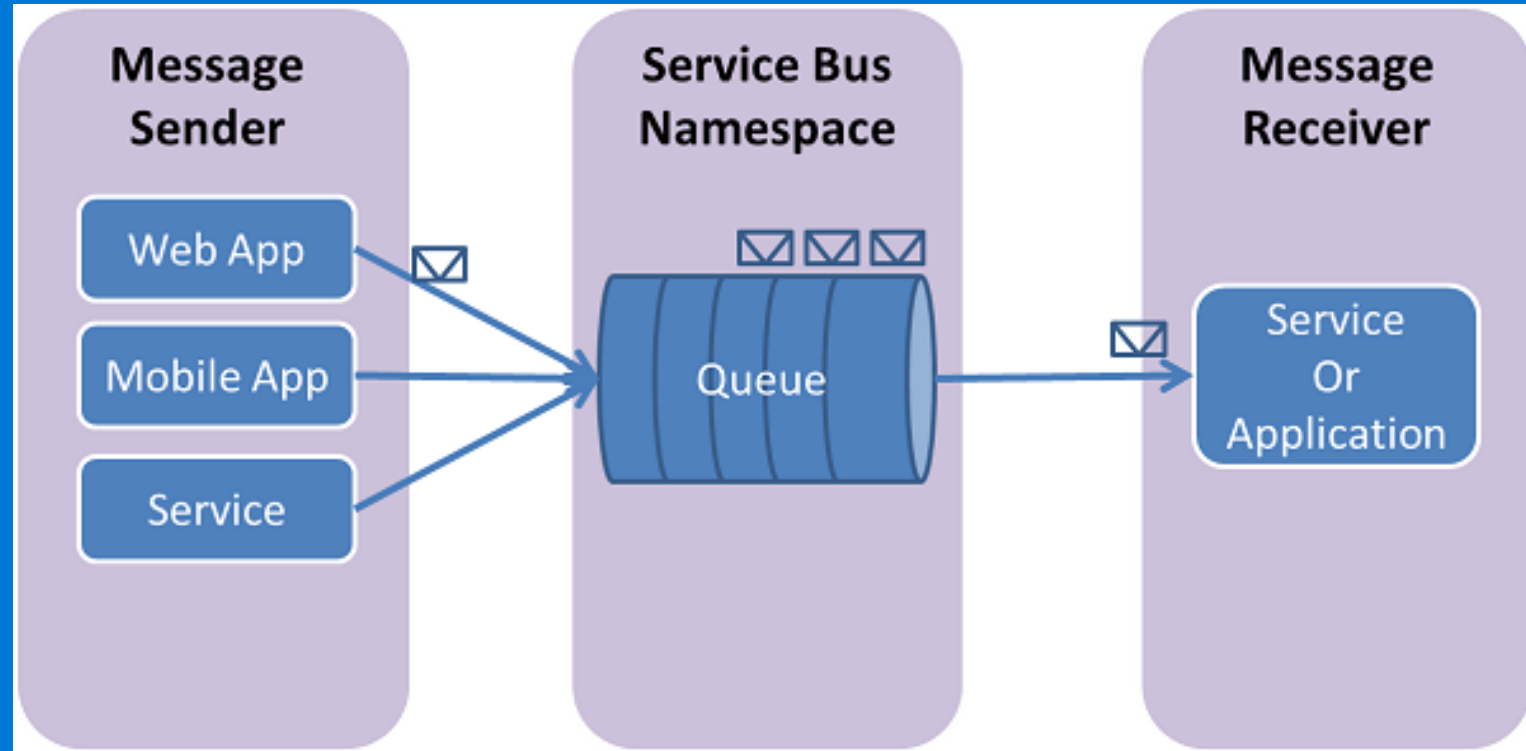 Message
Sender
Web App
Mobile App
Service
Service Bus
Namespace
Queue
Message
Receiver
Service
Or
Application